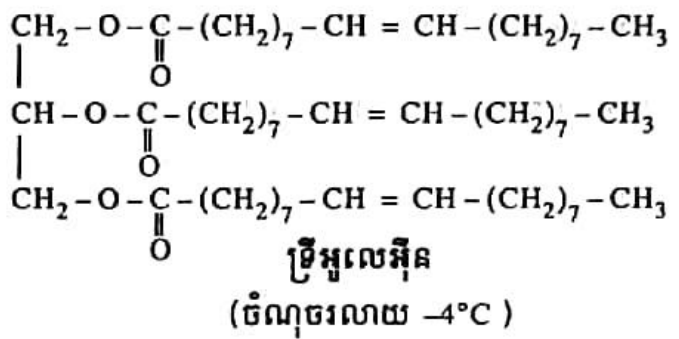 CH₂ – O – C – (CH₂)₇ – CH = CH – (CH₂)₇ – CH₃
O
CH – O – C – (CH₂)₇ – CH = CH – (CH₂)₇ – CH₃
O
CH₂ – O – C – (CH₂)₇ – CH = CH – (CH₂)₇ – CH₃
O
ទ្រីអូលេអ៊ីន
(ចំណុចរលាយ –4°C )